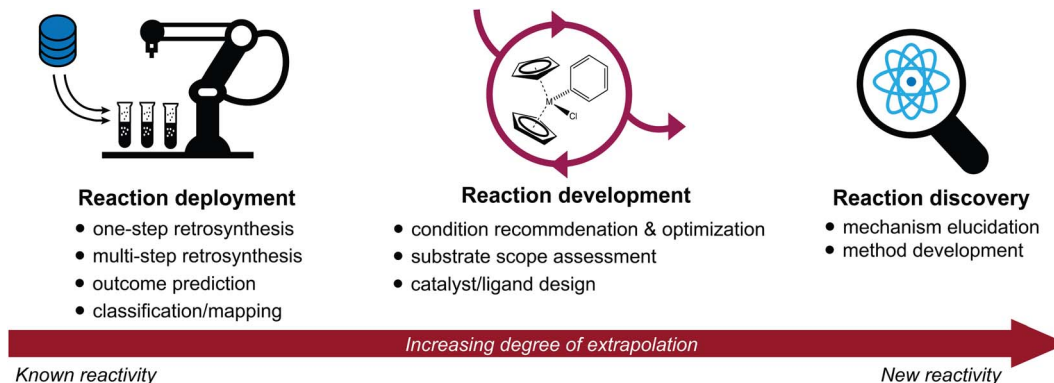 M
Cl
Reaction deployment
• one-step retrosynthesis
• multi-step retrosynthesis
• outcome prediction
• classification/mapping
Reaction development
• condition recommdenation & optimization
• substrate scope assessment
• catalyst/ligand design
Reaction discovery
• mechanism elucidation
• method development
Increasing degree of extrapolation
Known reactivity
New reactivity